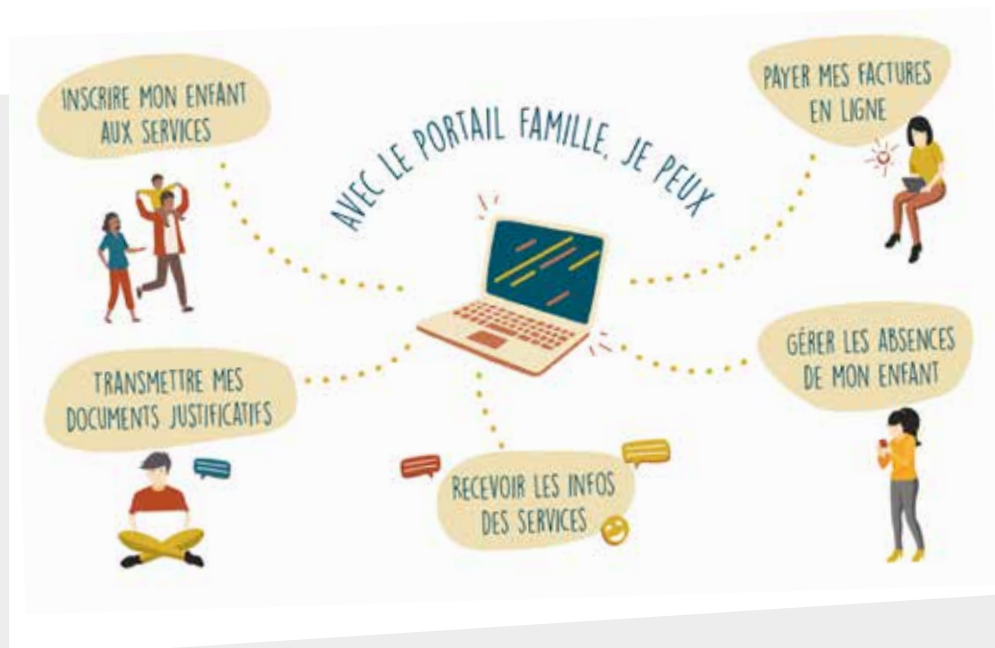 AVEC LE PORTAIL FAMILLE, JE PEUX
INSCRIRE MON ENFANT
AUX SERVICES
PAYER MES FACTURES
EN LIGNE
TRANSMETTRE MES
DOCUMENTS JUSTIFICATIFS
GÉRER LES ABSENCES
DE MON ENFANT
RECEVOIR LES INFOS
DES SERVICES